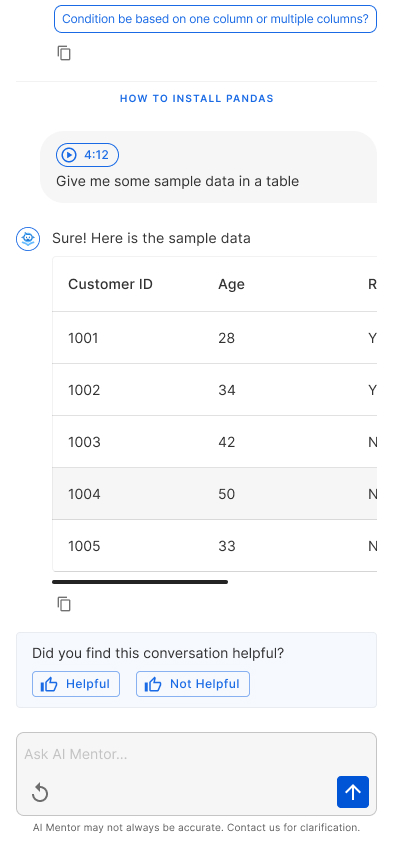 Condition be based on one column or multiple columns?
HOW TO INSTALL PANDAS
4:12
Give me some sample data in a table
Sure! Here is the sample data
Customer ID Age R
1001 28 Y
1002 34 Y
1003 42 N
1004 50 N
1005 33 N
Did you find this conversation helpful?
Helpful Not Helpful
Ask AI Mentor...
AI Mentor may not always be accurate. Contact us for clarification.